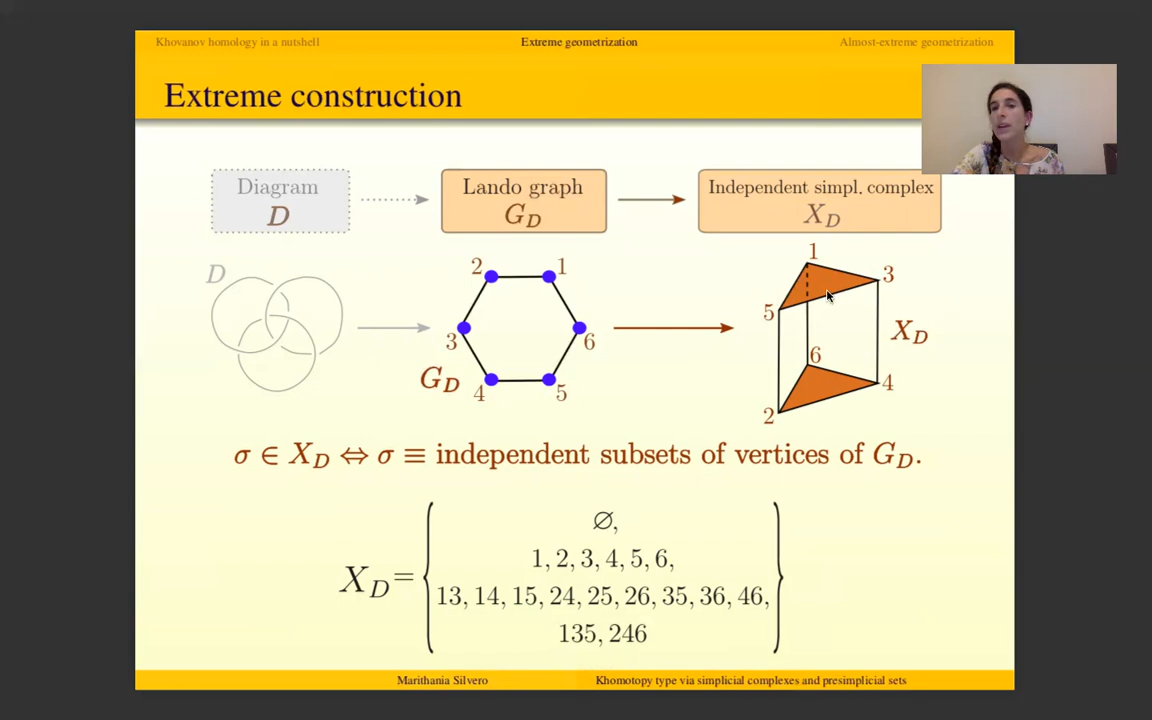 Khovanov homology in a nutshell Extreme geometrization Almost-extreme geometrization
Extreme construction
Diagram
D
Lando graph
G_D
Independent simpl. complex
X_D
D
2 1
3 6
4 5
G_D
1
3
5
6
4
2
X_D
σ ∈ X_D ⇔ σ ≡ independent subsets of vertices of G_D.
X_D = {
∅,
1, 2, 3, 4, 5, 6,
13, 14, 15, 24, 25, 26, 35, 36, 46,
135, 246
}
Marithania Silvero Khomotopy type via simplicial complexes and presimplicial sets